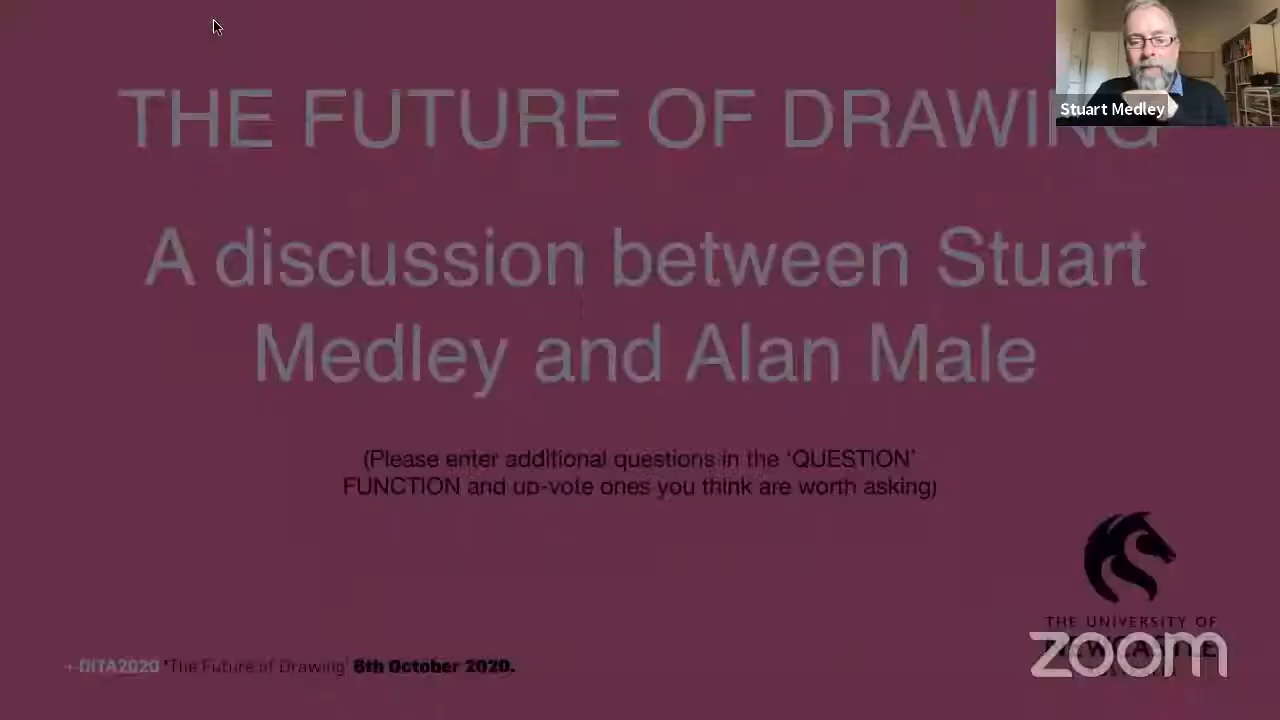 THE FUTURE OF DRAWING
Stuart Medley
A discussion between Stuart
Medley and Alan Male
(Please enter additional questions in the ‘QUESTION’
FUNCTION and up-vote ones you think are worth asking)
THE UNIVERSITY OF
NEWCASTLE
zoom
DITA2020 'The Future of Drawing' 6th October 2020.